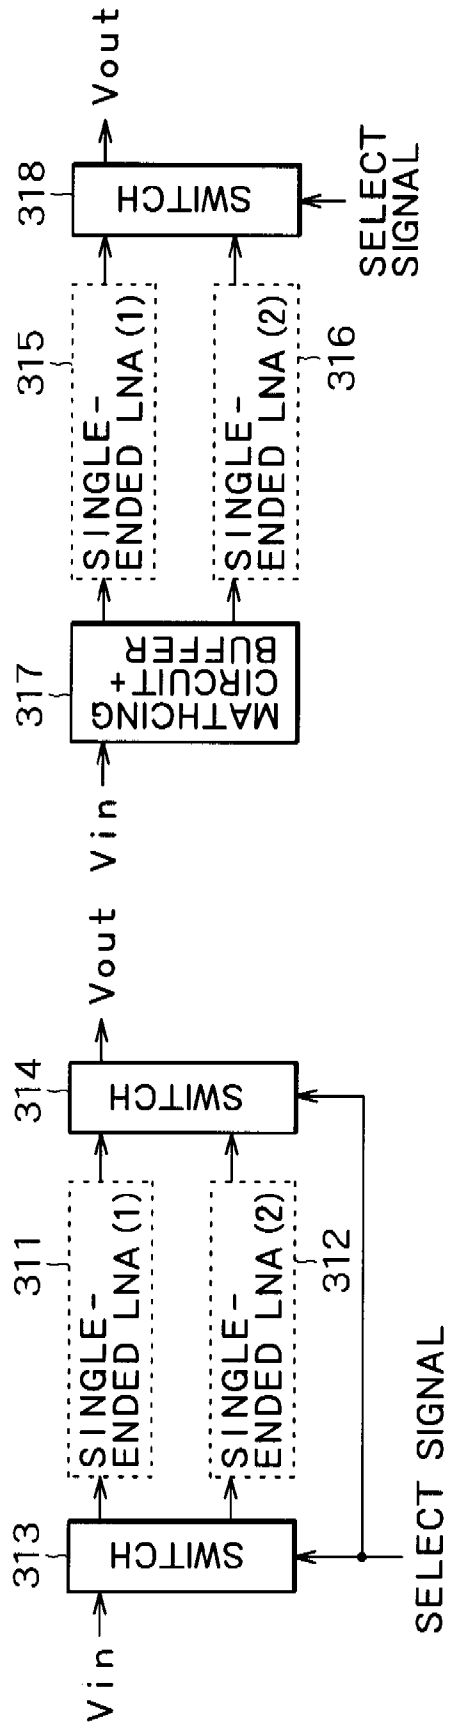 313
311
314
Vin
SWITCH
SINGLE-
ENDED LNA (1)
SWITCH
Vout
SINGLE-
ENDED LNA (2)
312
SELECT SIGNAL
317
315
318
Vin
MATHCING
CIRCUIT+
BUFFER
SINGLE-
ENDED LNA (1)
SWITCH
Vout
SINGLE-
ENDED LNA (2)
316
SELECT
SIGNAL